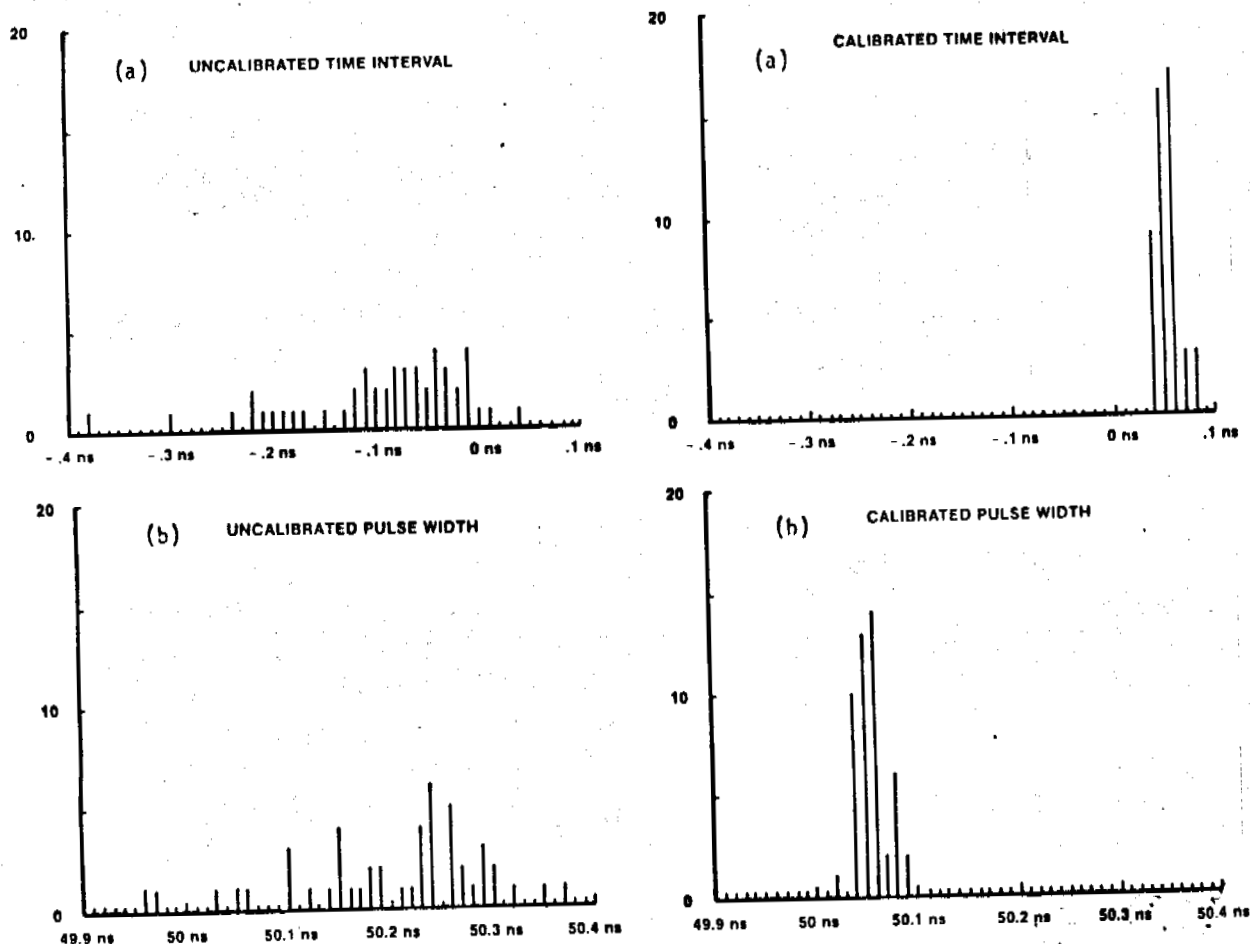 20
(a) UNCALIBRATED TIME INTERVAL
10.
0
-.4 ns -.3 ns -.2 ns -.1 ns 0 ns .1 ns
20
(a) CALIBRATED TIME INTERVAL
10
0
-.4 ns -.3 ns -.2 ns -.1 ns 0 ns .1 ns
20
(b) UNCALIBRATED PULSE WIDTH
10
0
49.9 ns 50 ns 50.1 ns 50.2 ns 50.3 ns 50.4 ns
20
(b) CALIBRATED PULSE WIDTH
10
0
49.9 ns 50 ns 50.1 ns 50.2 ns 50.3 ns 50.4 ns